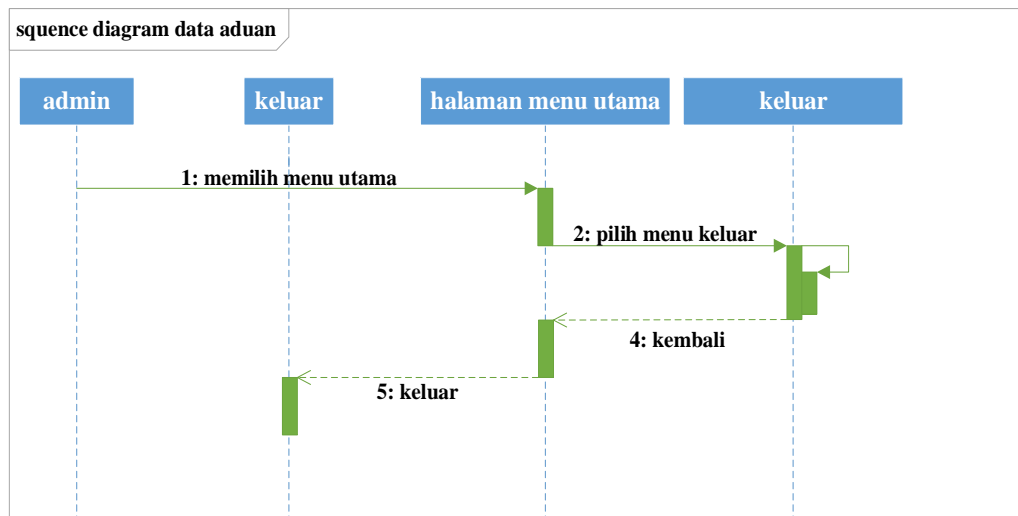 squence diagram data aduan
admin
keluar
halaman menu utama
keluar
1: memilih menu utama
2: pilih menu keluar
4: kembali
5: keluar